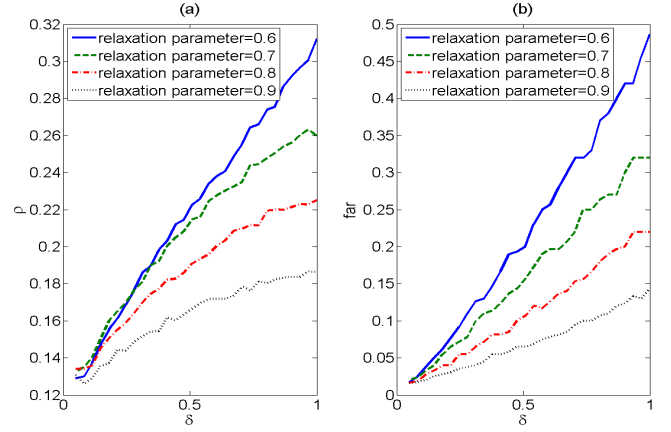 (a)
0.32
0.3
0.28
0.26
0.24
0.22
0.2
0.18
0.16
0.14
0.12
ρ
0
0.5
1
δ
relaxation parameter=0.6
relaxation parameter=0.7
relaxation parameter=0.8
relaxation parameter=0.9
(b)
0.5
0.45
0.4
0.35
0.3
0.25
0.2
0.15
0.1
0.05
0
far
0
0.5
1
δ
relaxation parameter=0.6
relaxation parameter=0.7
relaxation parameter=0.8
relaxation parameter=0.9